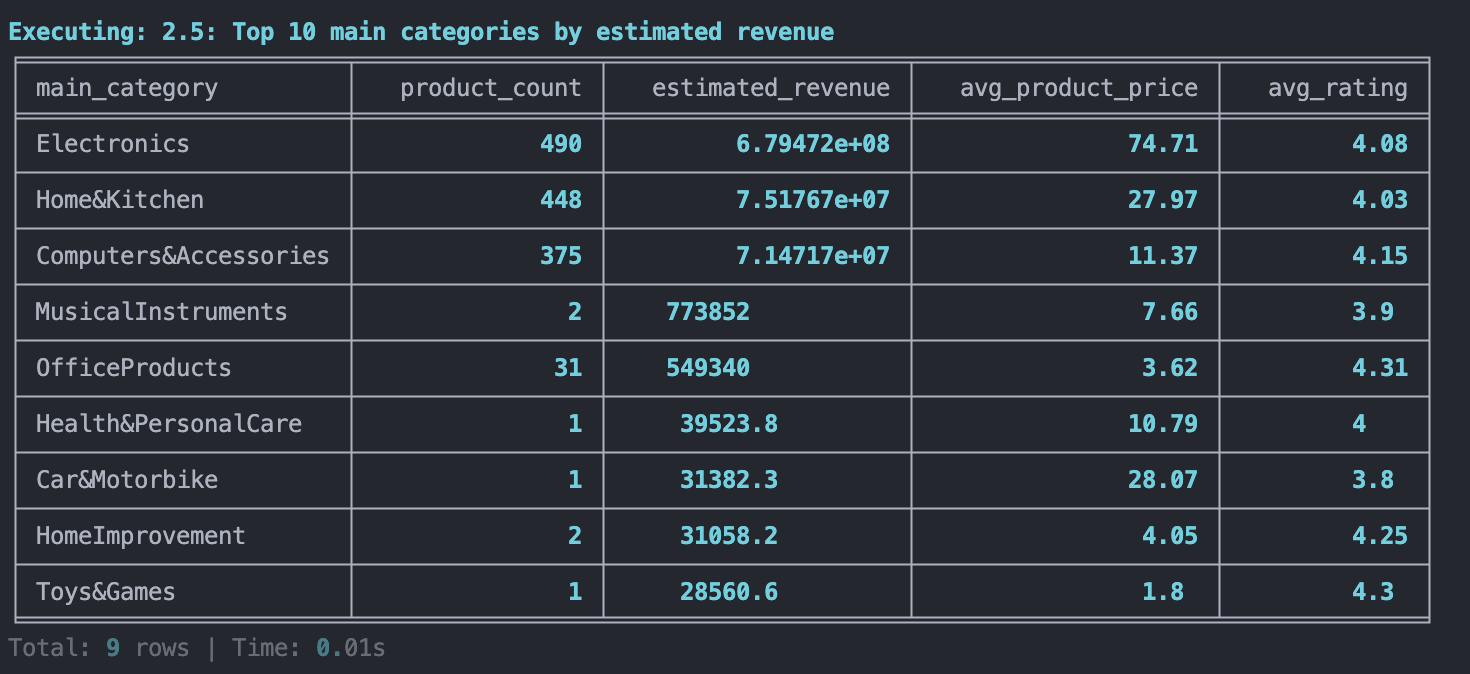 Executing: 2.5: Top 10 main categories by estimated revenue
main_category product_count estimated_revenue avg_product_price avg_rating
Electronics 490 6.79472e+08 74.71 4.08
Home&Kitchen 448 7.51767e+07 27.97 4.03
Computers&Accessories 375 7.14717e+07 11.37 4.15
MusicalInstruments 2 773852 7.66 3.9
OfficeProducts 31 549340 3.62 4.31
Health&PersonalCare 1 39523.8 10.79 4
Car&Motorbike 1 31382.3 28.07 3.8
HomeImprovement 2 31058.2 4.05 4.25
Toys&Games 1 28560.6 1.8 4.3
Total: 9 rows | Time: 0.01s